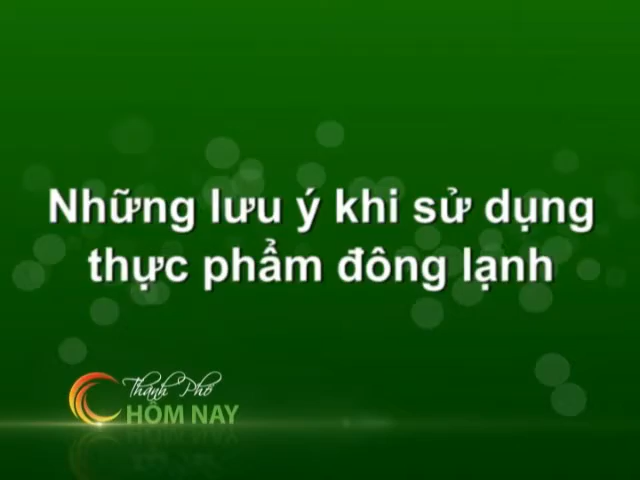 Những lưu ý khi sử dụng
thực phẩm đông lạnh
Thành Phố
HÔM NAY